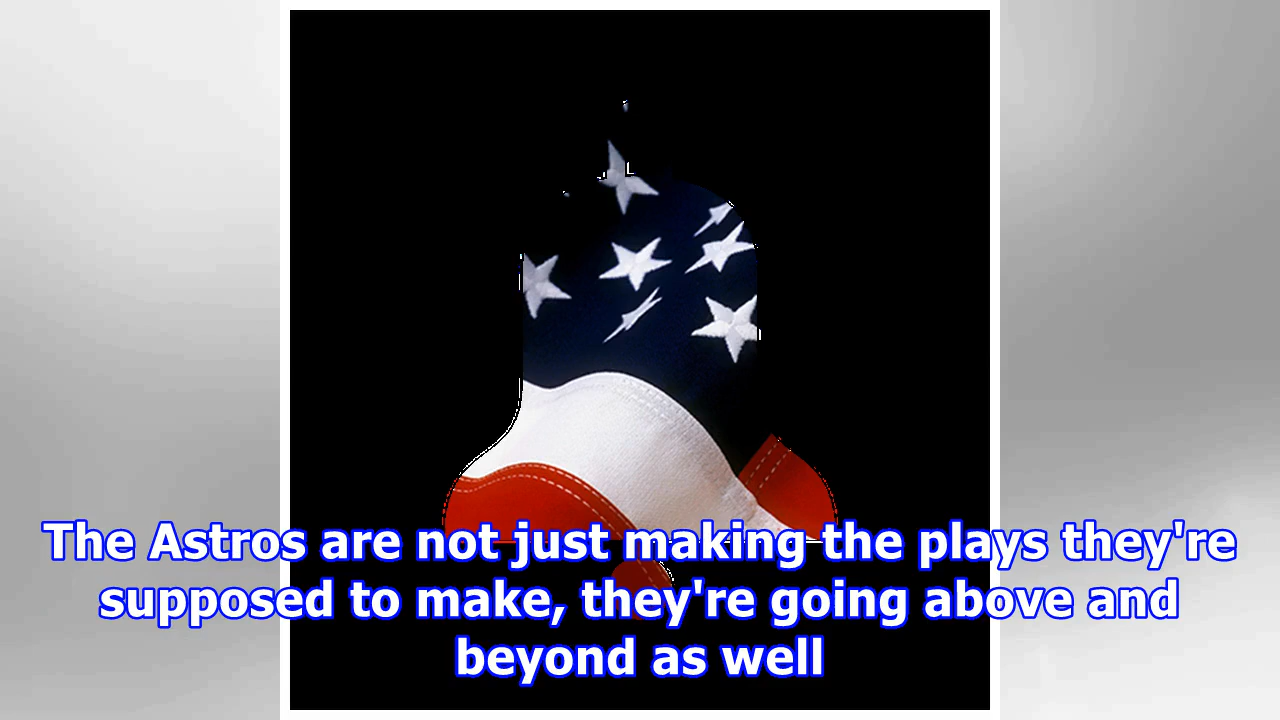 The Astros are not just making the plays they're
supposed to make, they're going above and
beyond as well